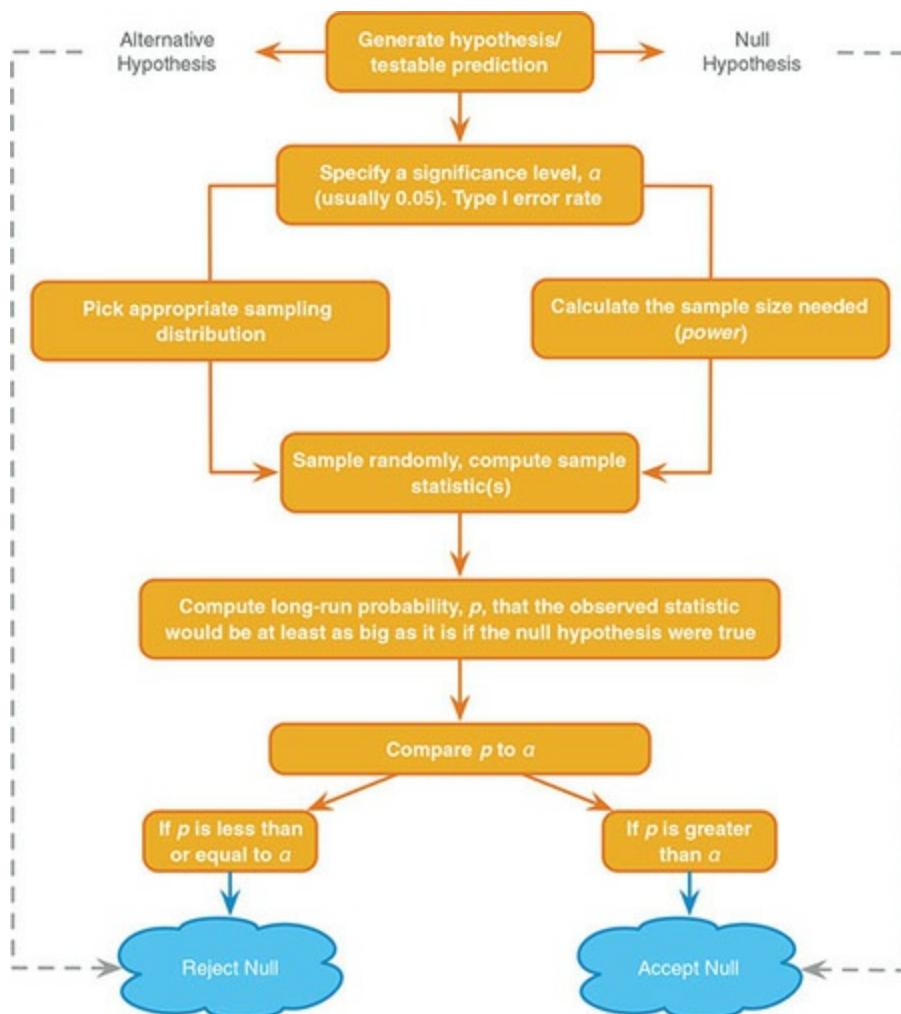 Alternative
Hypothesis
Generate hypothesis/
testable prediction
Null
Hypothesis
Specify a significance level, α
(usually 0.05). Type I error rate
Pick appropriate sampling
distribution
Calculate the sample size needed
(power)
Sample randomly, compute sample
statistic(s)
Compute long-run probability, p, that the observed statistic
would be at least as big as it is if the null hypothesis were true
Compare p to α
If p is less than
or equal to α
If p is greater
than α
Reject Null
Accept Null